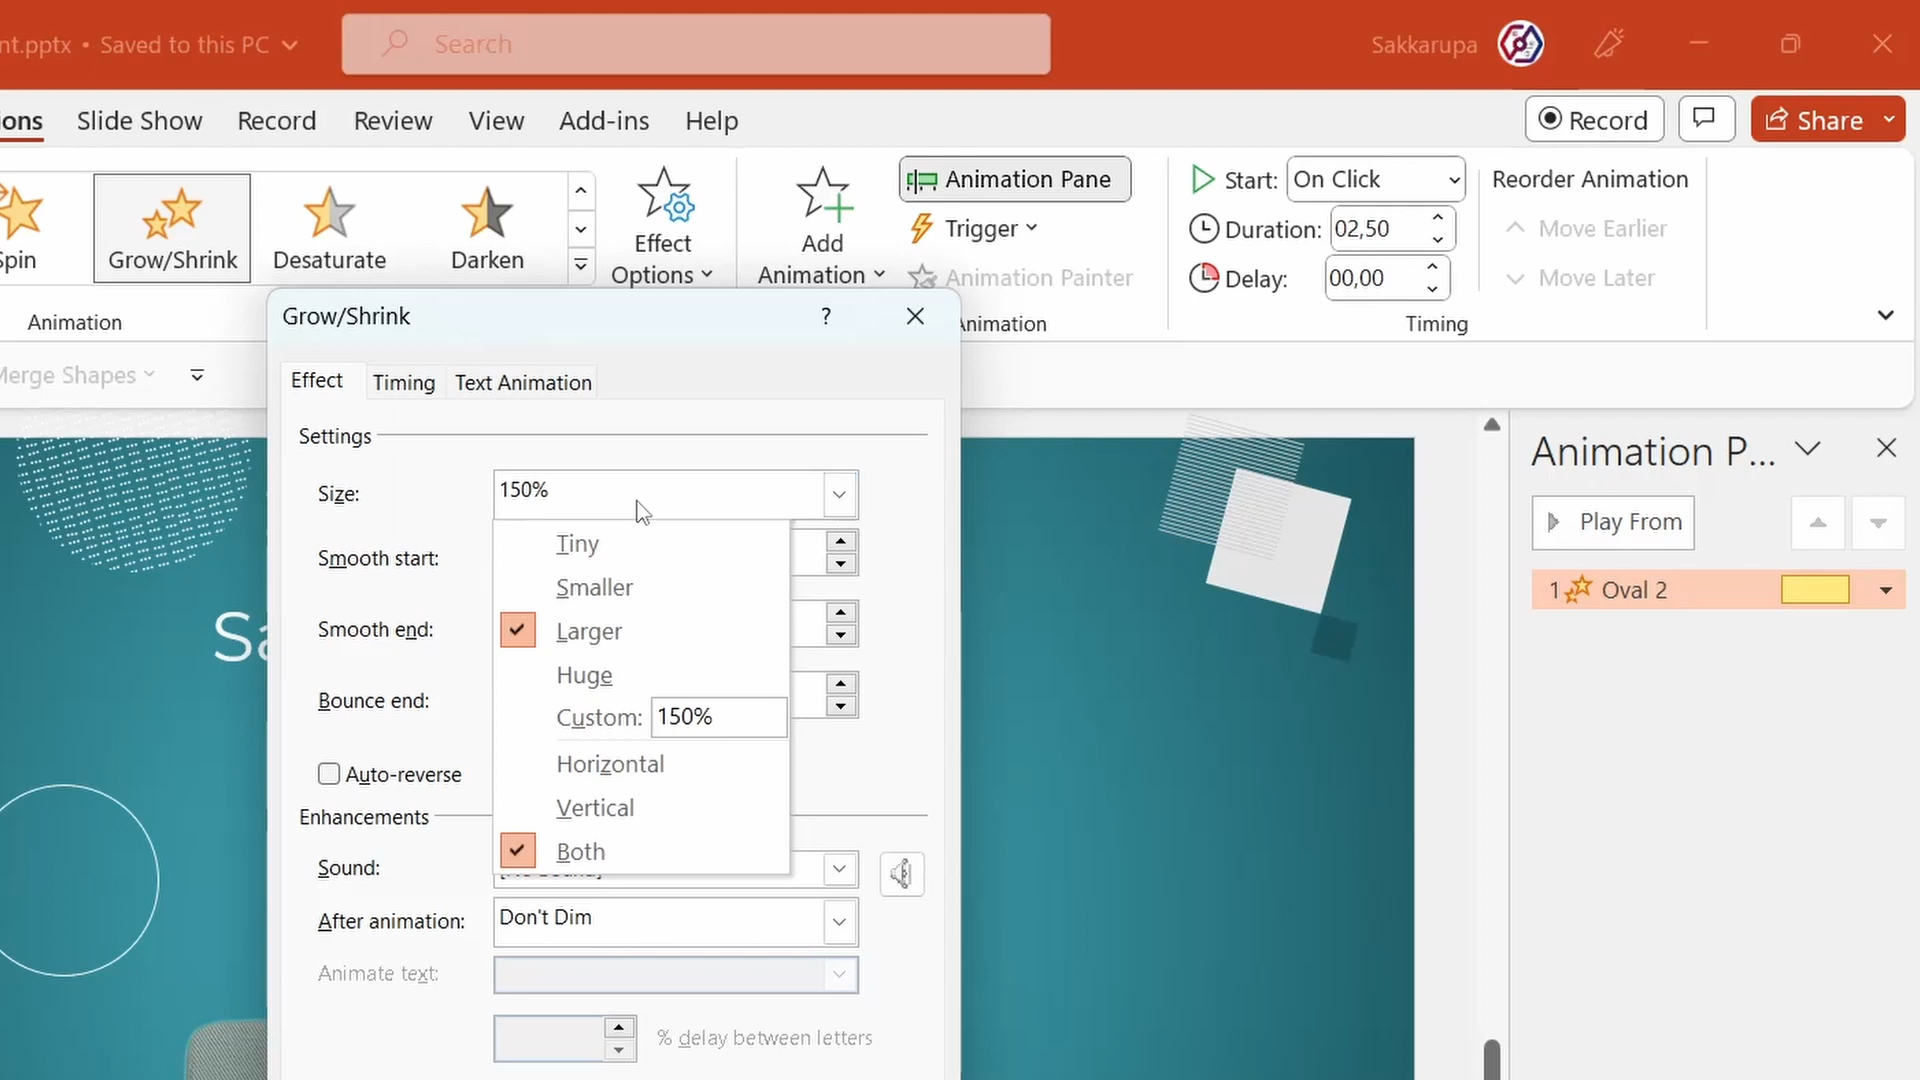 nt.pptx • Saved to this PC
Search
Sakkarupa
ions Slide Show Record Review View Add-ins Help
Record
Share
Spin
Grow/Shrink
Desaturate
Darken
Effect
Options
Add
Animation
Animation Pane
Trigger
Animation Painter
Start: On Click
Duration: 02,50
Delay: 00,00
Reorder Animation
Move Earlier
Move Later
Animation
Animation
Timing
Merge Shapes
Grow/Shrink ?
Effect Timing Text Animation
Settings
Size: 150%
Tiny
Smooth start:
Smaller
Smooth end:
Larger
Huge
Bounce end:
Custom: 150%
Horizontal
Auto-reverse
Vertical
Enhancements
Both
Sound:
After animation: Don't Dim
Animate text:
% delay between letters
Sa
Animation P...
Play From
1 Oval 2